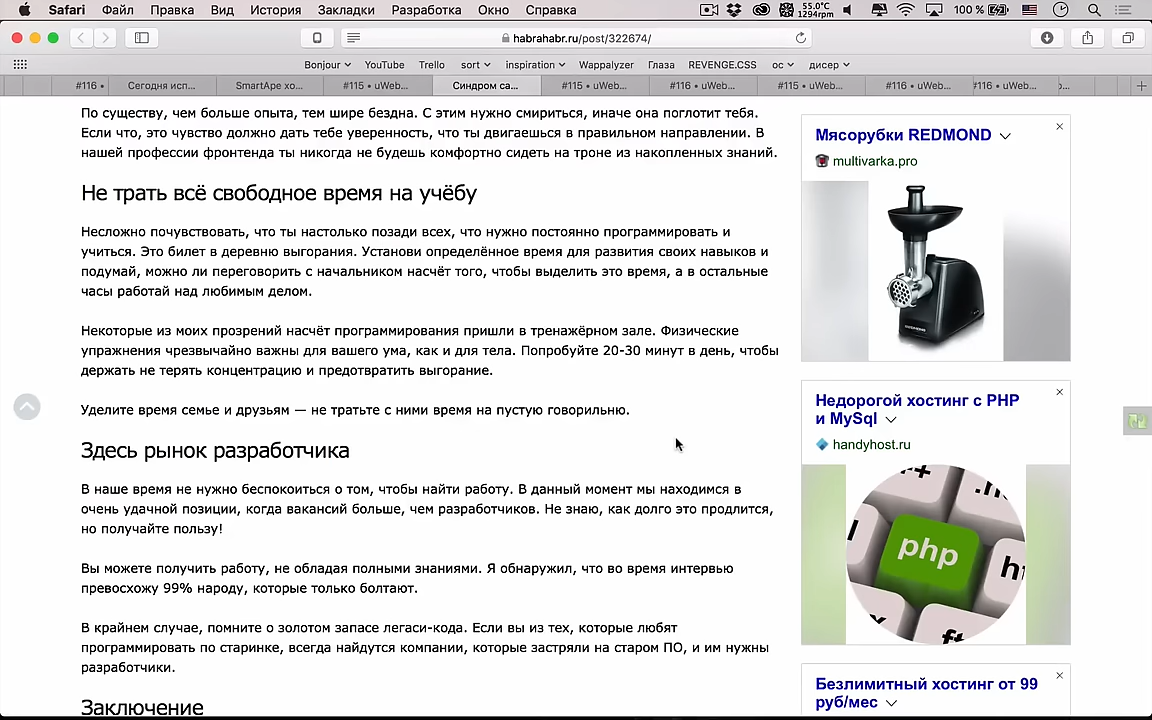 Safari Файл Правка Вид История Закладки Разработка Окно Справка 55.0°C 1294rpm 100 %
habrahabr.ru/post/322674/
Bonjour YouTube Trello sort inspiration Wappalyzer Глаза REVENGE.CSS ос дисер
#116 • Сегодня исп... SmartApe хо... #115 • uWeb... Синдром са... #115 • uWeb... #116 • uWeb... #115 • uWeb... #116 • uWeb... #116 • uWeb...
По существу, чем больше опыта, тем шире бездна. С этим нужно смириться, иначе она поглотит тебя.
Если что, это чувство должно дать тебе уверенность, что ты двигаешься в правильном направлении. В
нашей профессии фронтенда ты никогда не будешь комфортно сидеть на троне из накопленных знаний.
Не трать всё свободное время на учёбу
Несложно почувствовать, что ты настолько позади всех, что нужно постоянно программировать и
учиться. Это билет в деревню выгорания. Установи определённое время для развития своих навыков и
подумай, можно ли переговорить с начальником насчёт того, чтобы выделить это время, а в остальные
часы работай над любимым делом.
Некоторые из моих прозрений насчёт программирования пришли в тренажёрном зале. Физические
упражнения чрезвычайно важны для вашего ума, как и для тела. Попробуйте 20-30 минут в день, чтобы
держать не терять концентрацию и предотвратить выгорание.
Уделите время семье и друзьям — не тратьте с ними время на пустую говорильню.
Здесь рынок разработчика
В наше время не нужно беспокоиться о том, чтобы найти работу. В данный момент мы находимся в
очень удачной позиции, когда вакансий больше, чем разработчиков. Не знаю, как долго это продлится,
но получайте пользу!
Вы можете получить работу, не обладая полными знаниями. Я обнаружил, что во время интервью
превосхожу 99% народу, которые только болтают.
В крайнем случае, помните о золотом запасе легаси-кода. Если вы из тех, которые любят
программировать по старинке, всегда найдутся компании, которые застряли на старом ПО, и им нужны
разработчики.
Заключение
Мясорубки REDMOND
multivarka.pro
REDMOND
Недорогой хостинг с PHP
и MySql
handyhost.ru
php
Безлимитный хостинг от 99
руб/мес